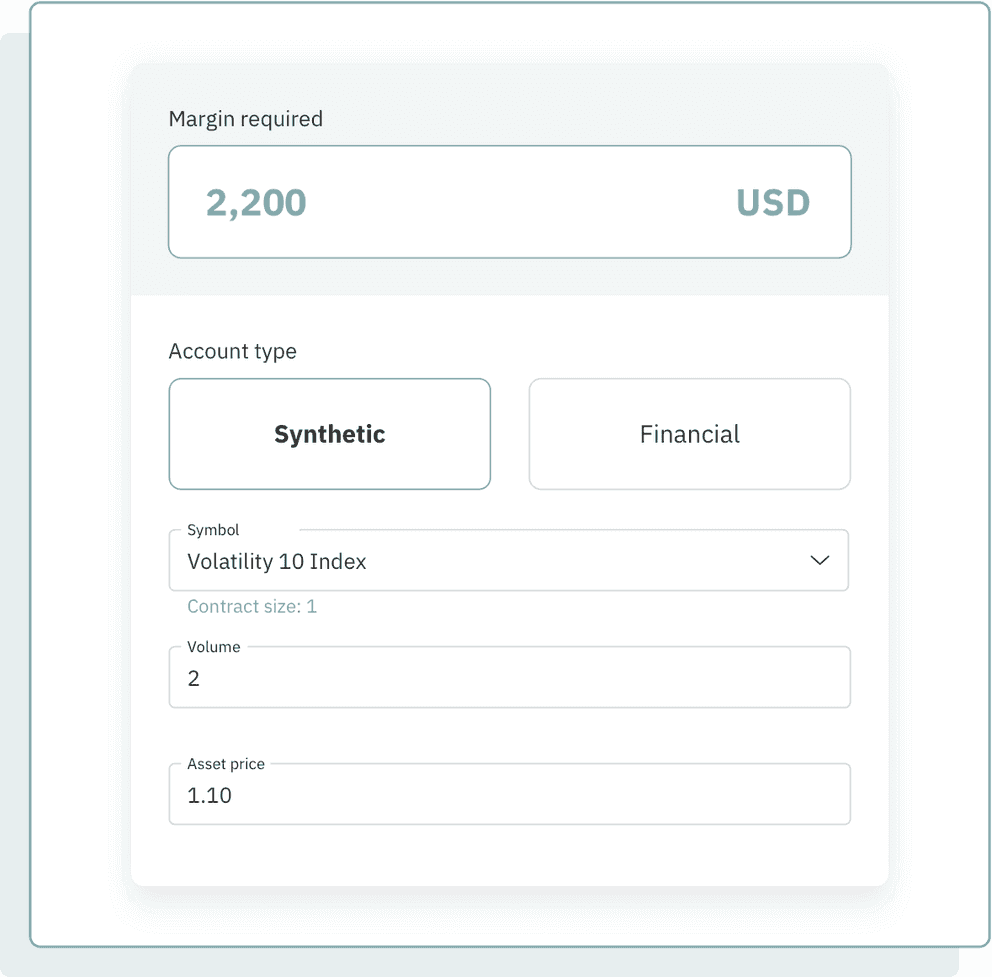 Margin required
2,200 USD
Account type
Synthetic Financial
Symbol
Volatility 10 Index
Contract size: 1
Volume
2
Asset price
1.10